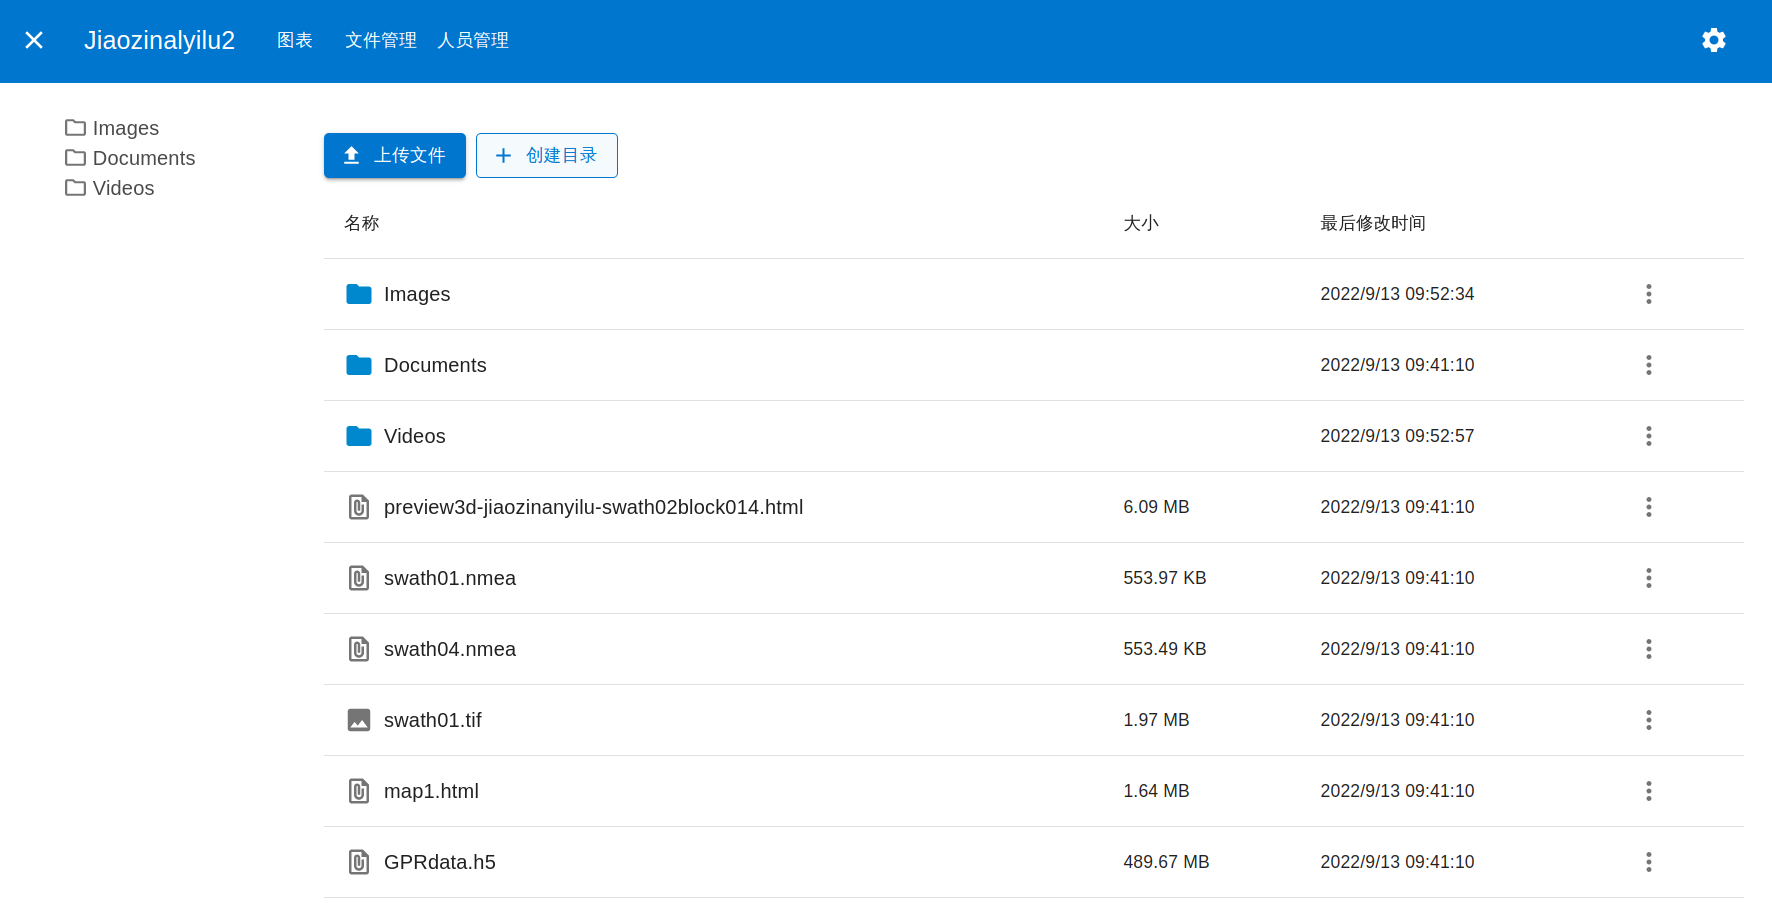 Jiaozinalyilu2 图表 文件管理 人员管理
Images
Documents
Videos
上传文件 创建目录
名称 大小 最后修改时间
Images 2022/9/13 09:52:34
Documents 2022/9/13 09:41:10
Videos 2022/9/13 09:52:57
preview3d-jiaozinanyilu-swath02block014.html 6.09 MB 2022/9/13 09:41:10
swath01.nmea 553.97 KB 2022/9/13 09:41:10
swath04.nmea 553.49 KB 2022/9/13 09:41:10
swath01.tif 1.97 MB 2022/9/13 09:41:10
map1.html 1.64 MB 2022/9/13 09:41:10
GPRdata.h5 489.67 MB 2022/9/13 09:41:10